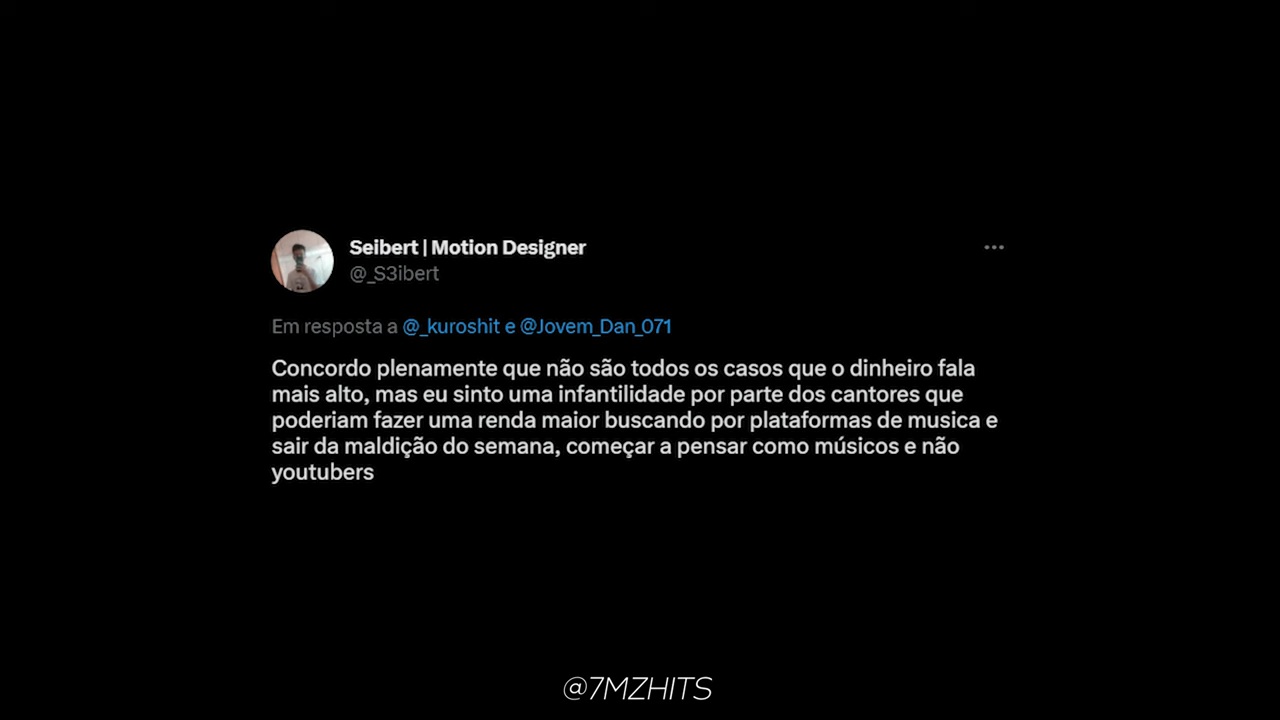 Seibert | Motion Designer
@_S3ibert
Em resposta a @_kuroshit e @Jovem_Dan_071
Concordo plenamente que não são todos os casos que o dinheiro fala
mais alto, mas eu sinto uma infantilidade por parte dos cantores que
poderiam fazer uma renda maior buscando por plataformas de musica e
sair da maldição do semana, começar a pensar como músicos e não
youtubers
@7MZHITS